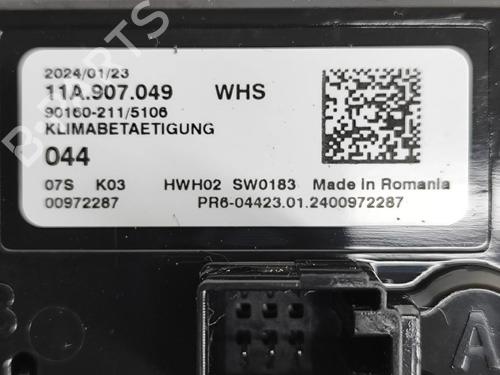 2024/01/23
11A.907.049 WHS
90160-211/5106
KLIMABETAETIGUNG
044
07S K03 HWH02 SW0183 Made in Romania
00972287 PR6-04423.01.2400972287
B-PARTS
A